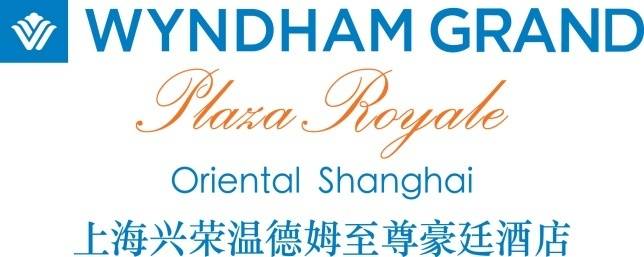 WYNDHAM GRAND
Plaza Royale
Oriental Shanghai
上海兴荣温德姆至尊豪廷酒店